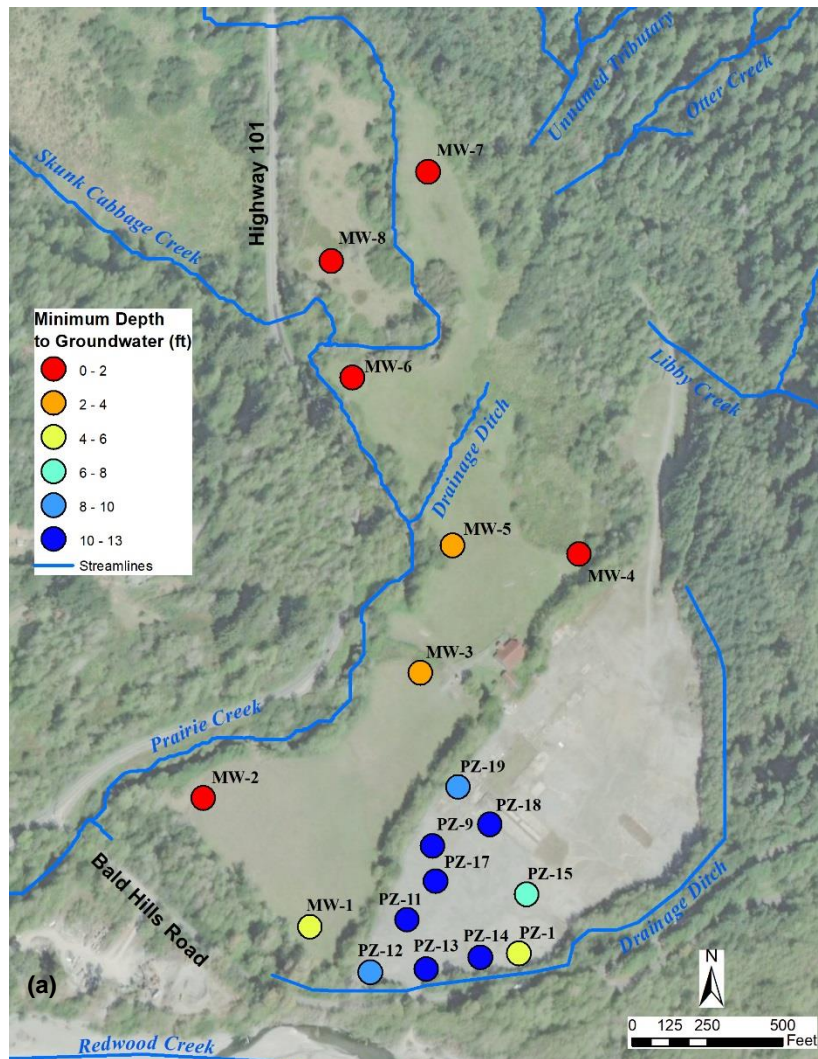 Unnamed Tributary
Otter Creek
Highway 101
MW-7
Skunk Cabbage Creek
MW-8
Minimum Depth
to Groundwater (ft)
0 - 2
2 - 4
4 - 6
6 - 8
8 - 10
10 - 13
Streamlines
MW-6
Libby Creek
Drainage Ditch
MW-5
MW-4
MW-3
Prairie Creek
MW-2
PZ-19
PZ-18
PZ-9
PZ-17
PZ-15
Bald Hills Road
MW-1
PZ-11
PZ-12
PZ-13
PZ-14
PZ-1
Drainage Ditch
N
(a)
0 125 250 500
Feet
Redwood Creek